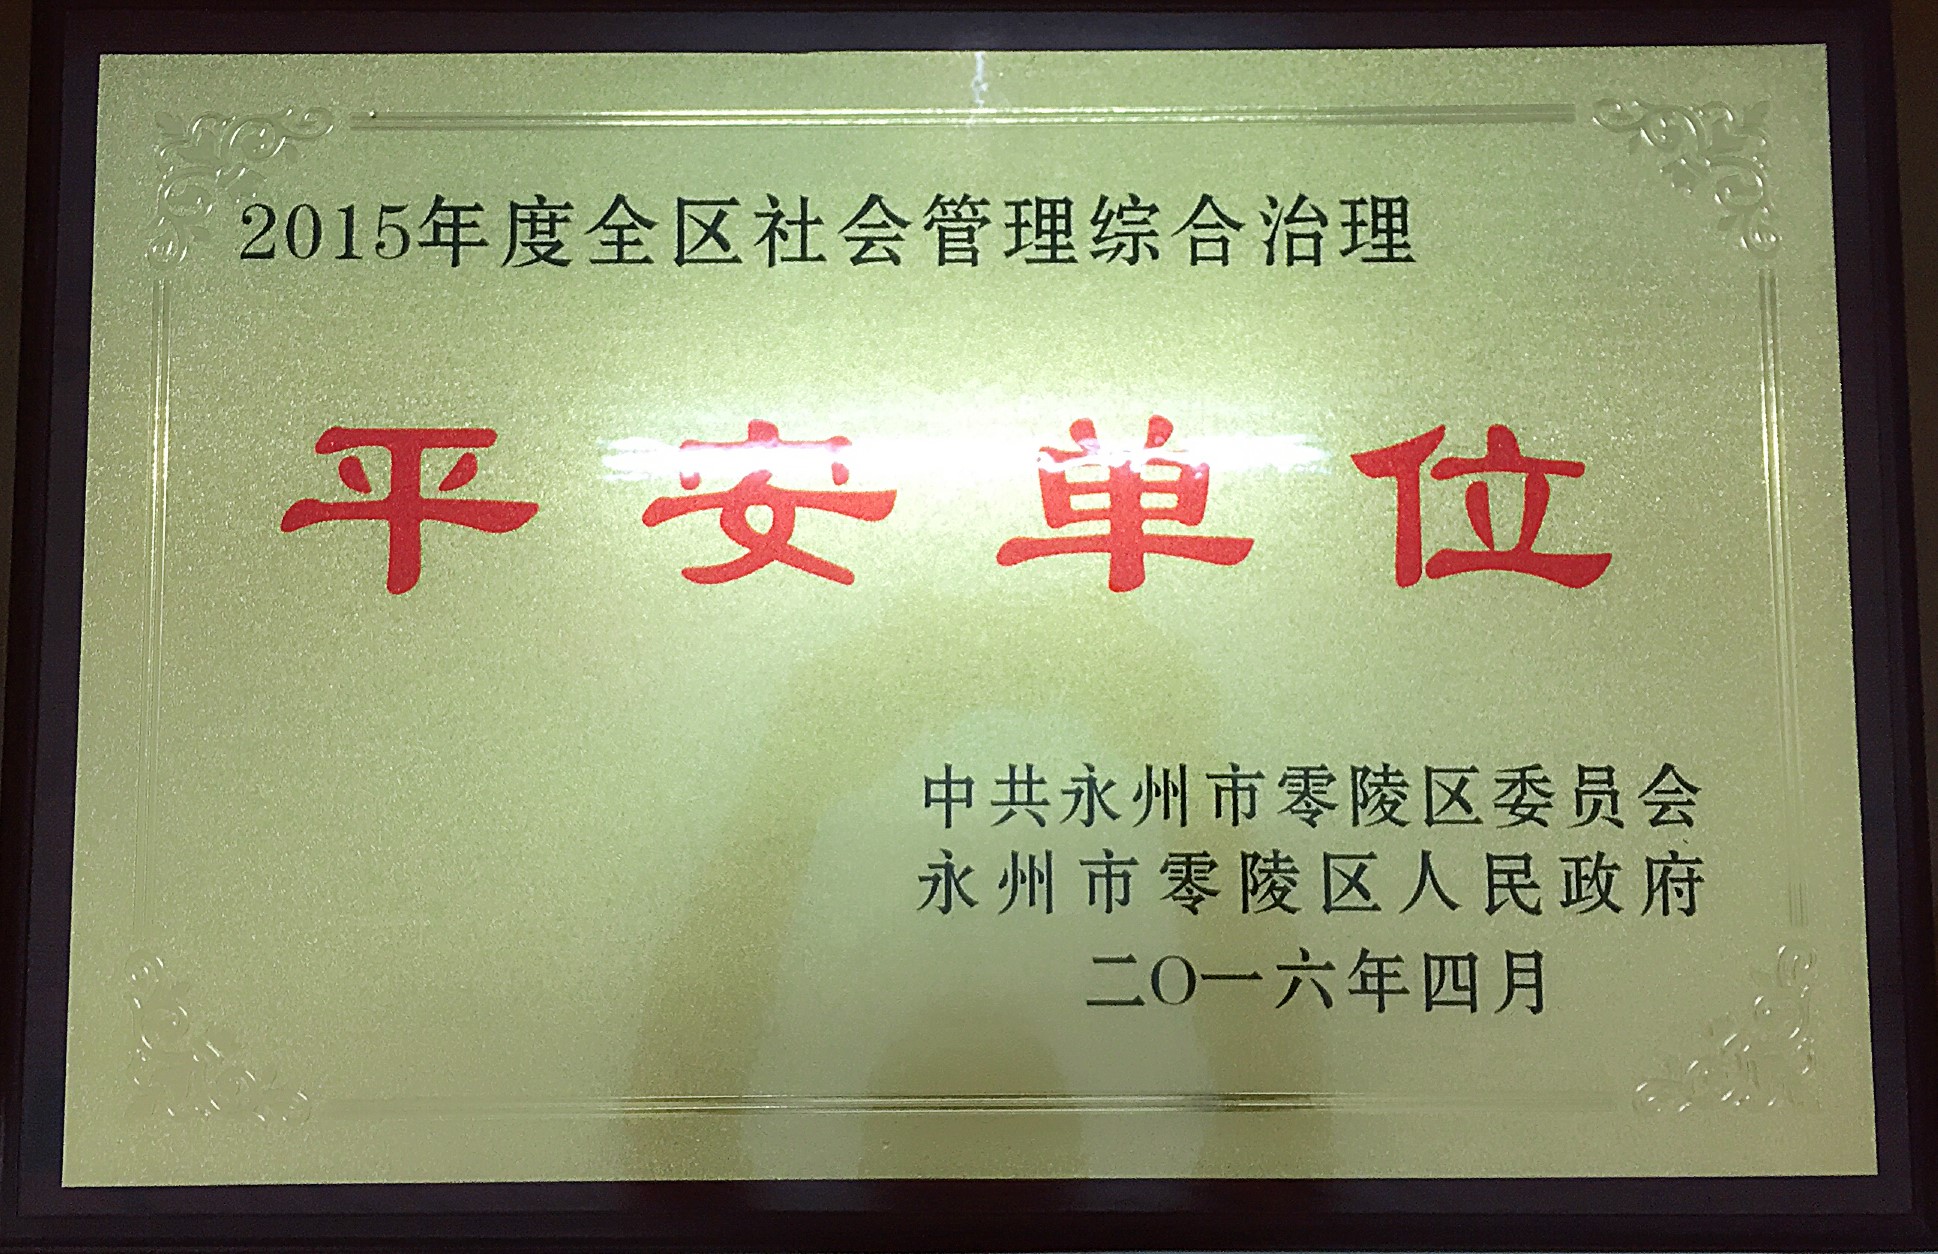 2015年度全区社会管理综合治理
平安单位
中共永州市零陵区委员会
永州市零陵区人民政府
二O一六年四月